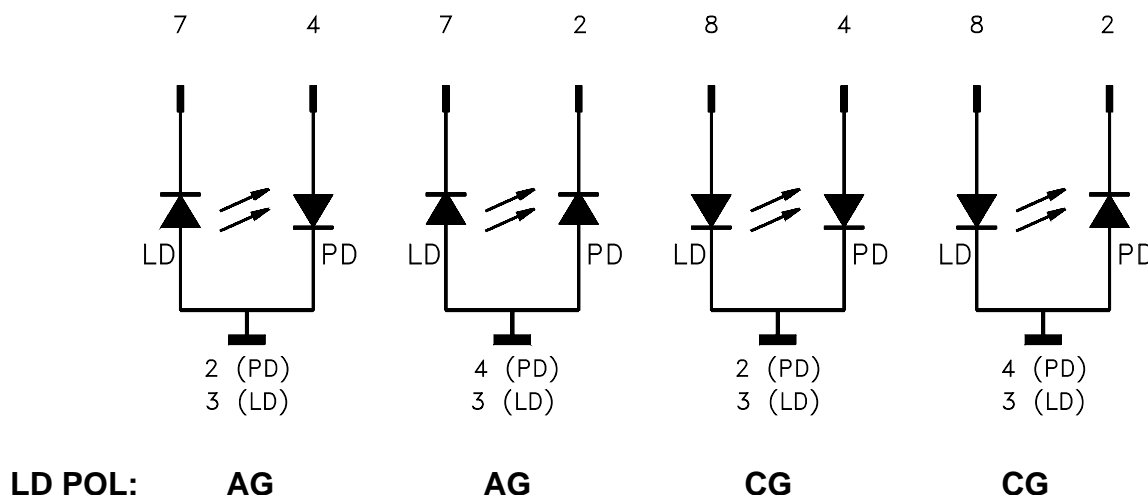 7 4 7 2 8 4 8 2
LD PD LD PD LD PD LD PD
2 (PD) 4 (PD) 2 (PD) 4 (PD)
3 (LD) 3 (LD) 3 (LD) 3 (LD)
LD POL: AG AG CG CG